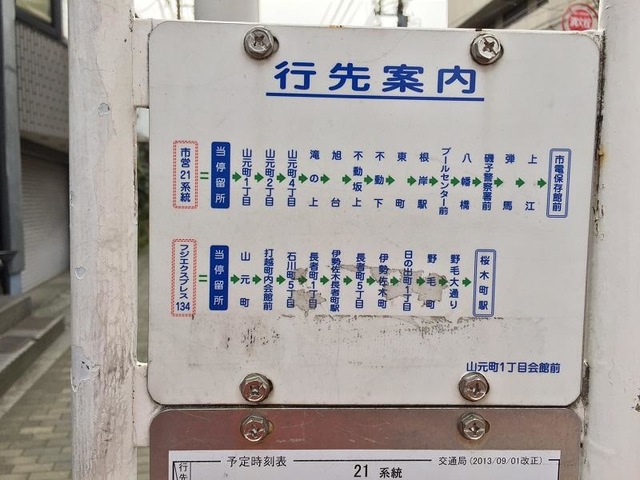 行先案内
市営21系統 = 当停留所 → 山元町1丁目 → 山元町2丁目 → 山元町4丁目 → 滝の上 → 旭台 → 不動坂上 → 不動下 → 東町 → 根岸駅 → プールセンター前 → 八幡橋 → 磯子警察署前 → 弾馬 → 上江 → 市電保存館前
フジエクスプレス134 = 当停留所 → 山元町 → 打越町内会館前 → 石川町5丁目 → 長者町1丁目 → 伊勢佐木長者町駅 → 長者町5丁目 → 伊勢佐木町 → 日の出町1丁目 → 野毛町 → 野毛大通り → 桜木町駅
山元町1丁目会館前
予定時刻表
交通局(2013/09/01改正)
行先
21 系統